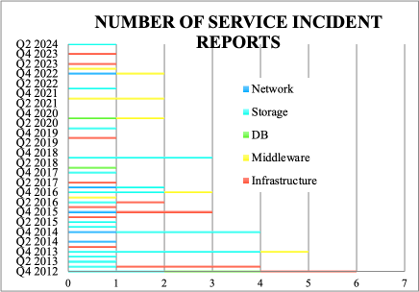 NUMBER OF SERVICE INCIDENT
REPORTS
Q2 2024
Q4 2023
Q2 2023
Q4 2022
Q2 2022
Q4 2021
Q2 2021
Q4 2020
Q2 2020
Q4 2019
Q2 2019
Q4 2018
Q2 2018
Q4 2017
Q2 2017
Q4 2016
Q2 2016
Q4 2015
Q2 2015
Q4 2014
Q2 2014
Q4 2013
Q2 2013
Q4 2012
Network
Storage
DB
Middleware
Infrastructure
0 1 2 3 4 5 6 7